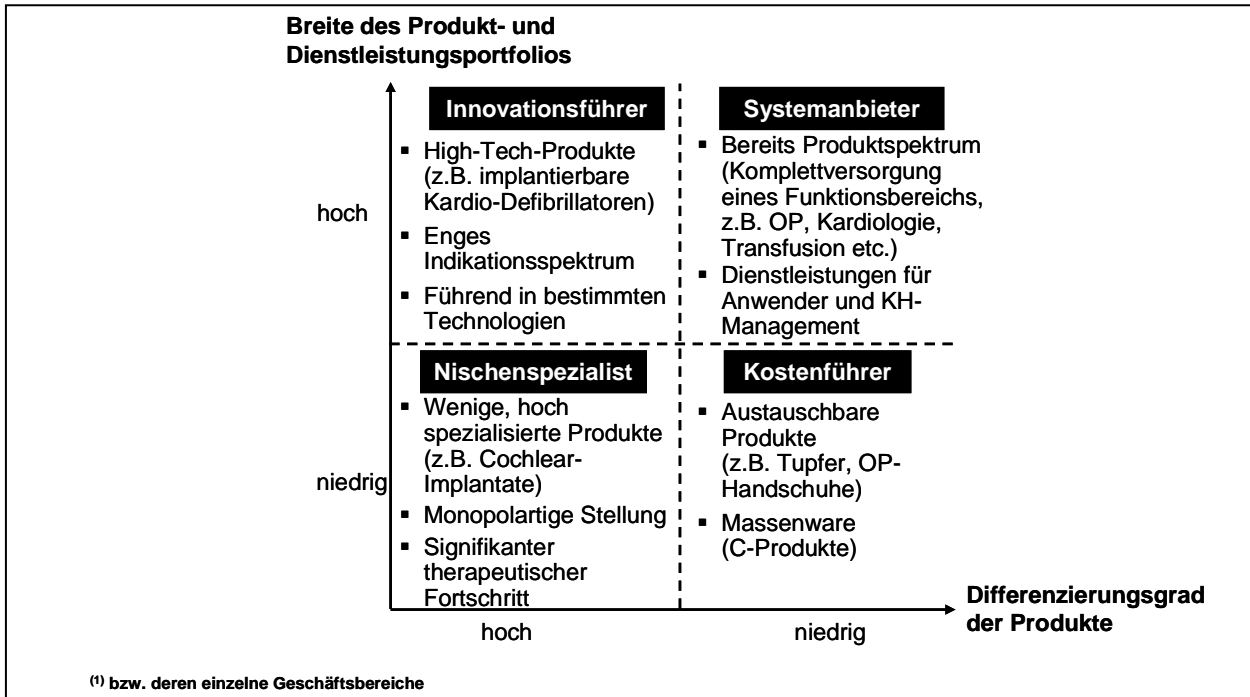 Breite des Produkt- und
Dienstleistungsportfolios
Innovationsführer
▪ High-Tech-Produkte
(z.B. implantierbare
Kardio-Defibrillatoren)
▪ Enges
Indikationsspektrum
▪ Führend in bestimmten
Technologien
Systemanbieter
▪ Bereits Produktspektrum
(Komplettversorgung
eines Funktionsbereichs,
z.B. OP, Kardiologie,
Transfusion etc.)
▪ Dienstleistungen für
Anwender und KH-
Management
hoch
Nischenspezialist
▪ Wenige, hoch
spezialisierte Produkte
(z.B. Cochlear-
Implantate)
▪ Monopolartige Stellung
▪ Signifikanter
therapeutischer
Fortschritt
Kostenführer
▪ Austauschbare
Produkte
(z.B. Tupfer, OP-
Handschuhe)
▪ Massenware
(C-Produkte)
niedrig
hoch
niedrig
Differenzierungsgrad
der Produkte
(1) bzw. deren einzelne Geschäftsbereiche